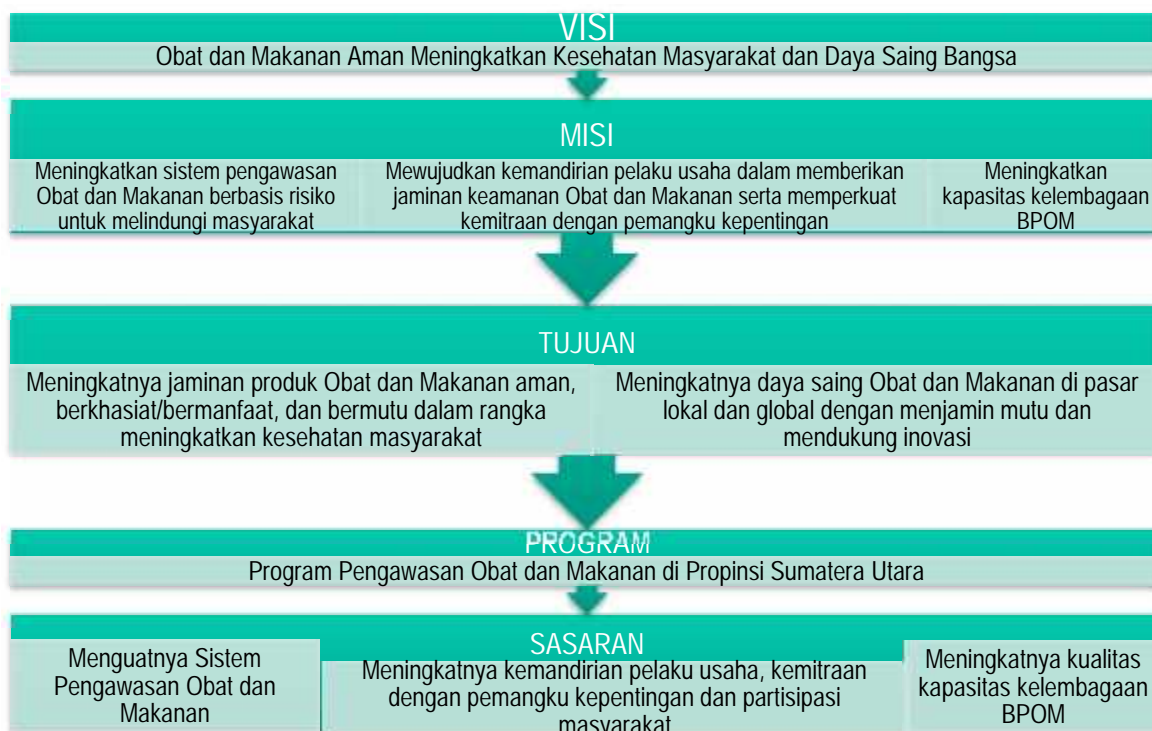 VISI
Obat dan Makanan Aman Meningkatkan Kesehatan Masyarakat dan Daya Saing Bangsa
MISI
Meningkatkan sistem pengawasan
Obat dan Makanan berbasis risiko
untuk melindungi masyarakat
Mewujudkan kemandirian pelaku usaha dalam memberikan
jaminan keamanan Obat dan Makanan serta memperkuat
kemitraan dengan pemangku kepentingan
Meningkatkan
kapasitas kelembagaan
BPOM
TUJUAN
Meningkatnya jaminan produk Obat dan Makanan aman,
berkhasiat/bermanfaat, dan bermutu dalam rangka
meningkatkan kesehatan masyarakat
Meningkatnya daya saing Obat dan Makanan di pasar
lokal dan global dengan menjamin mutu dan
mendukung inovasi
PROGRAM
Program Pengawasan Obat dan Makanan di Propinsi Sumatera Utara
SASARAN
Menguatnya Sistem
Pengawasan Obat dan
Makanan
Meningkatnya kemandirian pelaku usaha, kemitraan
dengan pemangku kepentingan dan partisipasi
masyarakat
Meningkatnya kualitas
kapasitas kelembagaan
BPOM